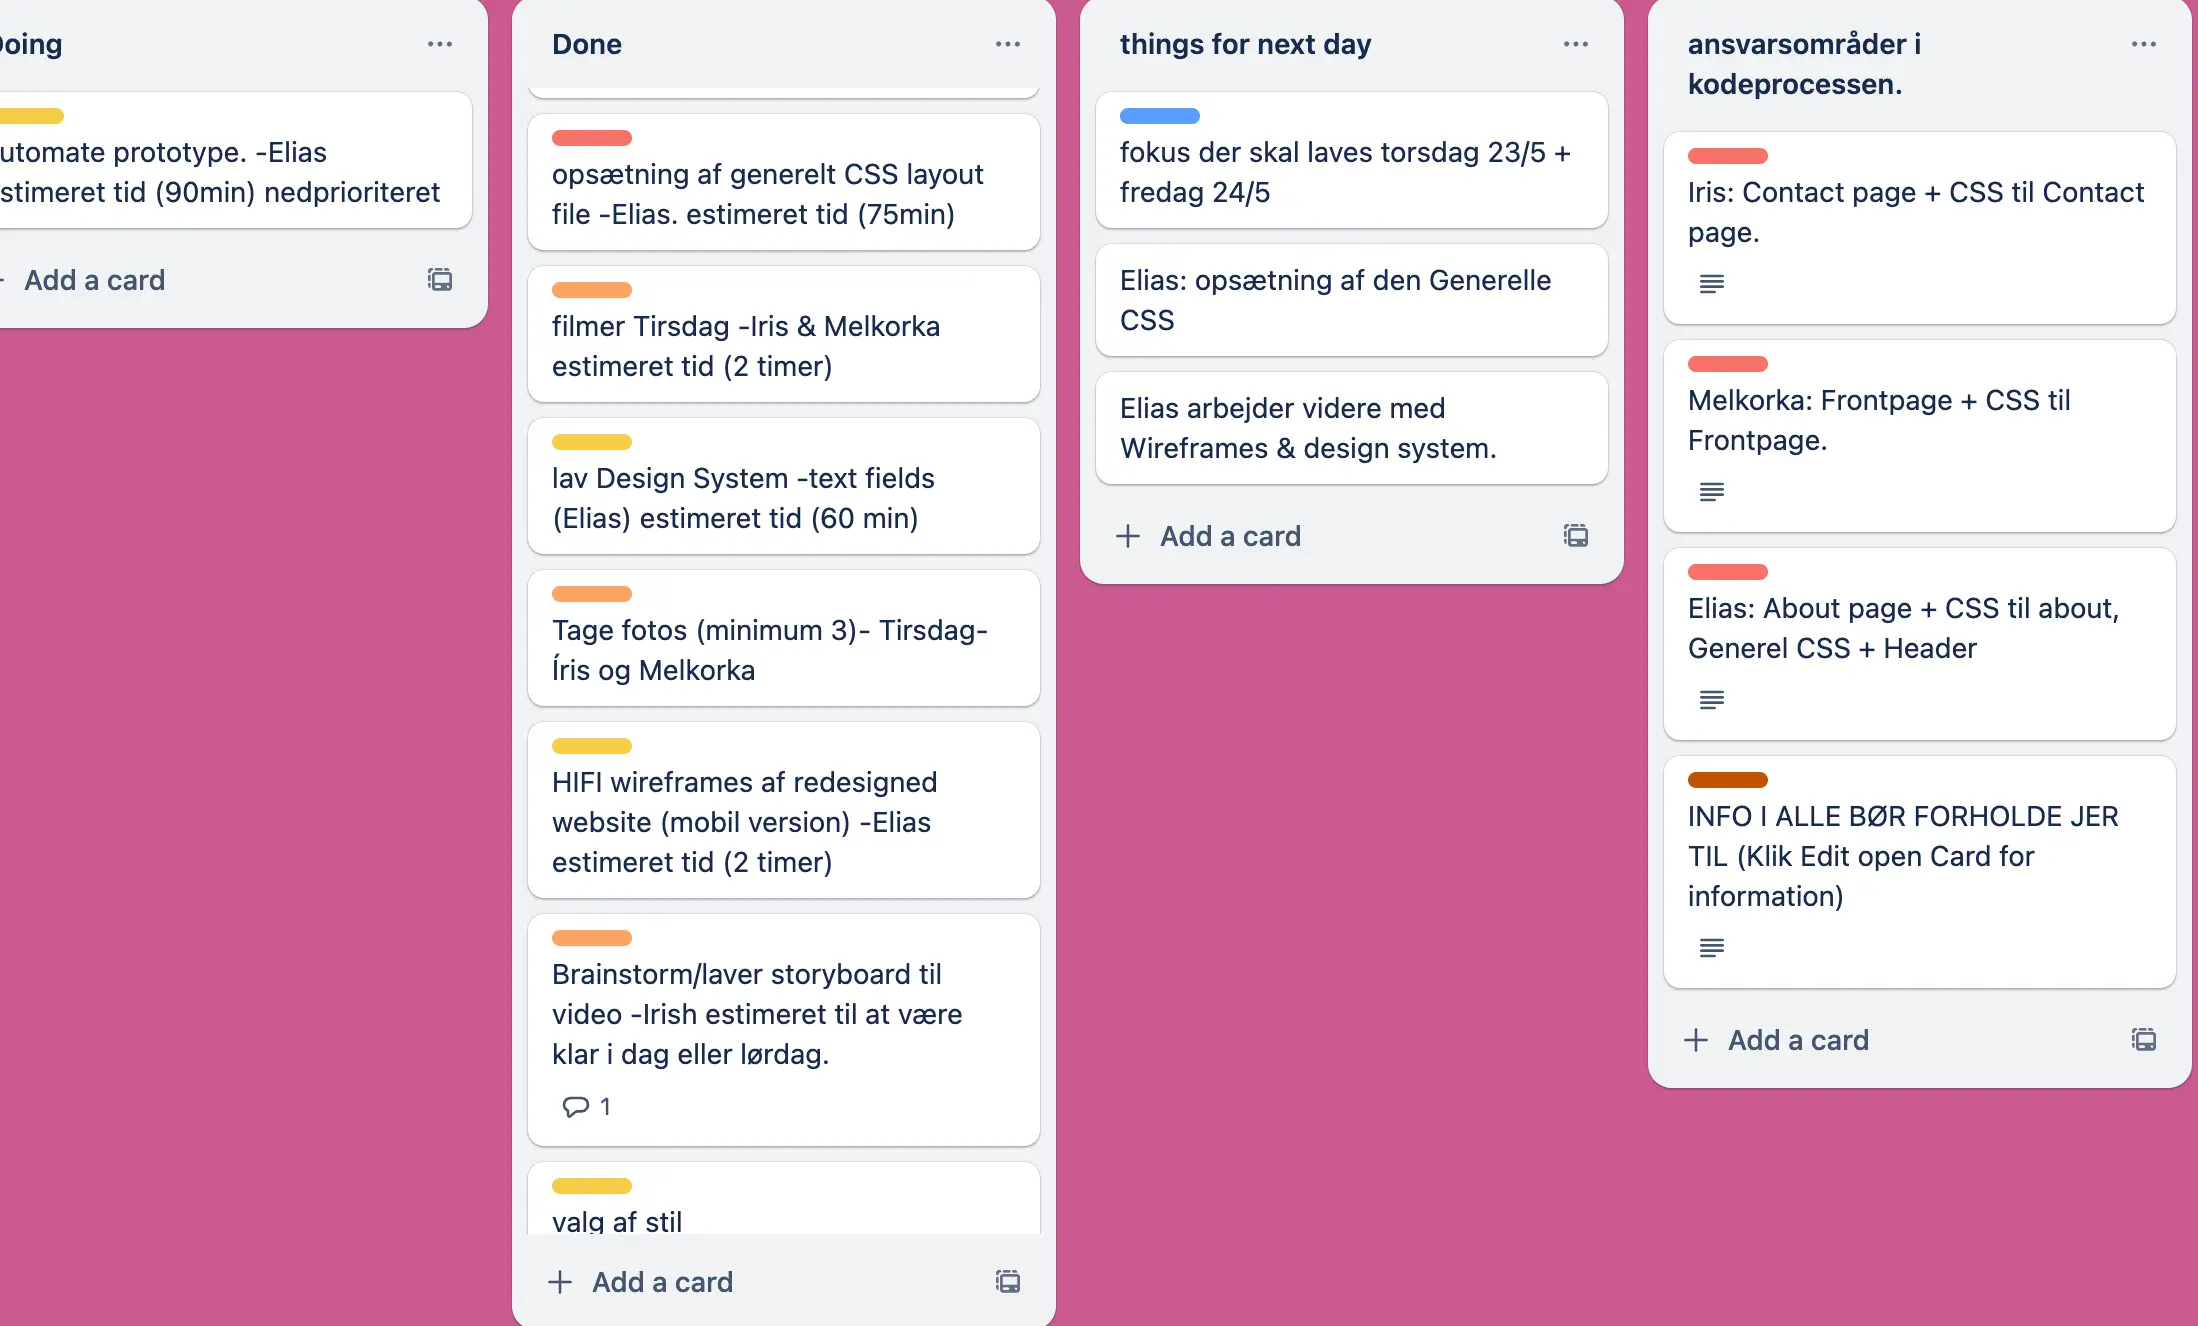 Doing
utomate prototype. -Elias
stimeret tid (90min) nedprioriteret
Add a card
Done
opsætning af generelt CSS layout
file -Elias. estimeret tid (75min)
filmer Tirsdag -Iris & Melkorka
estimeret tid (2 timer)
lav Design System -text fields
(Elias) estimeret tid (60 min)
Tage fotos (minimum 3)- Tirsdag-
Íris og Melkorka
HIFI wireframes af redesigned
website (mobil version) -Elias
estimeret tid (2 timer)
Brainstorm/laver storyboard til
video -Irish estimeret til at være
klar i dag eller lørdag.
1
valg af stil
+ Add a card
things for next day
fokus der skal laves torsdag 23/5 +
fredag 24/5
Elias: opsætning af den Generelle
CSS
Elias arbejder videre med
Wireframes & design system.
+ Add a card
ansvarsområder i
kodeprocessen.
Iris: Contact page + CSS til Contact
page.
Melkorka: Frontpage + CSS til
Frontpage.
Elias: About page + CSS til about,
Generel CSS + Header
INFO I ALLE BØR FORHOLDE JER
TIL (Klik Edit open Card for
information)
+ Add a card